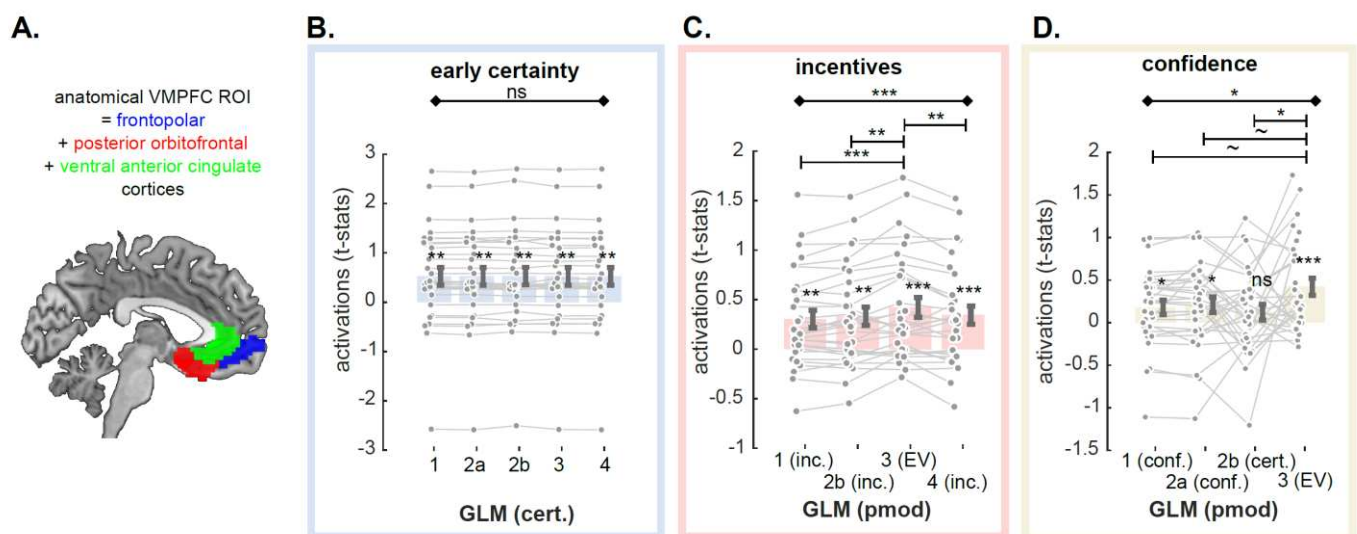 A.
anatomical VMPFC ROI
= frontopolar
+ posterior orbitofrontal
+ ventral anterior cingulate
cortices
B.
early certainty
ns
activations (t-stats)
3
2
1
0
-1
-2
-3
** ** ** ** **
1 2a 2b 3 4
GLM (cert.)
C.
incentives
***
**
**
***
activations (t-stats)
2
1.5
1
0.5
0
-0.5
-1
** ** *** ***
1 (inc.) 3 (EV)
2b (inc.) 4 (inc.)
GLM (pmod)
D.
confidence
*
*
~
~
activations (t-stats)
2
1.5
1
0.5
0
-0.5
-1
-1.5
* * ns ***
1 (conf.) 2b (cert.)
2a (conf.) 3 (EV)
GLM (pmod)